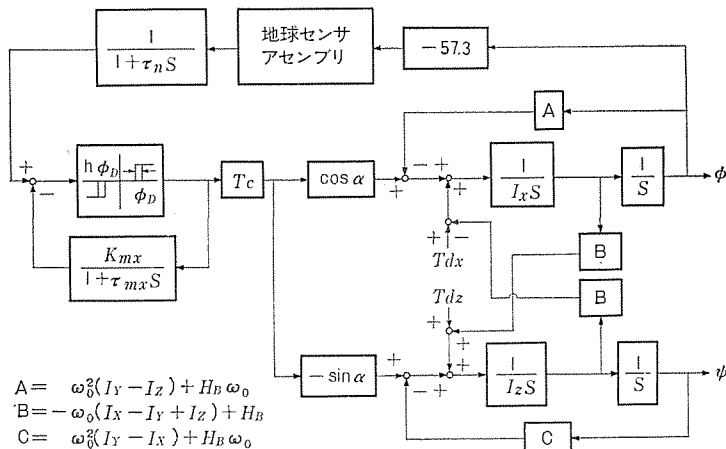 1
1+τnS
地球センサ
アセンブリ
−57.3
A
+
−
h φD
φD
Tc
cos α
+
−
+
+
1
IxS
1
S
φ
+
−
Tdx
B
Kmx
1+τmxS
Tdz
B
+
+
+
−sin α
+
−
+
1
IzS
1
S
ψ
C
A= ω0²(IY−IZ)+HBω0
B=−ω0(IX−IY+IZ)+HB
C= ω0²(IY−IX)+HBω0